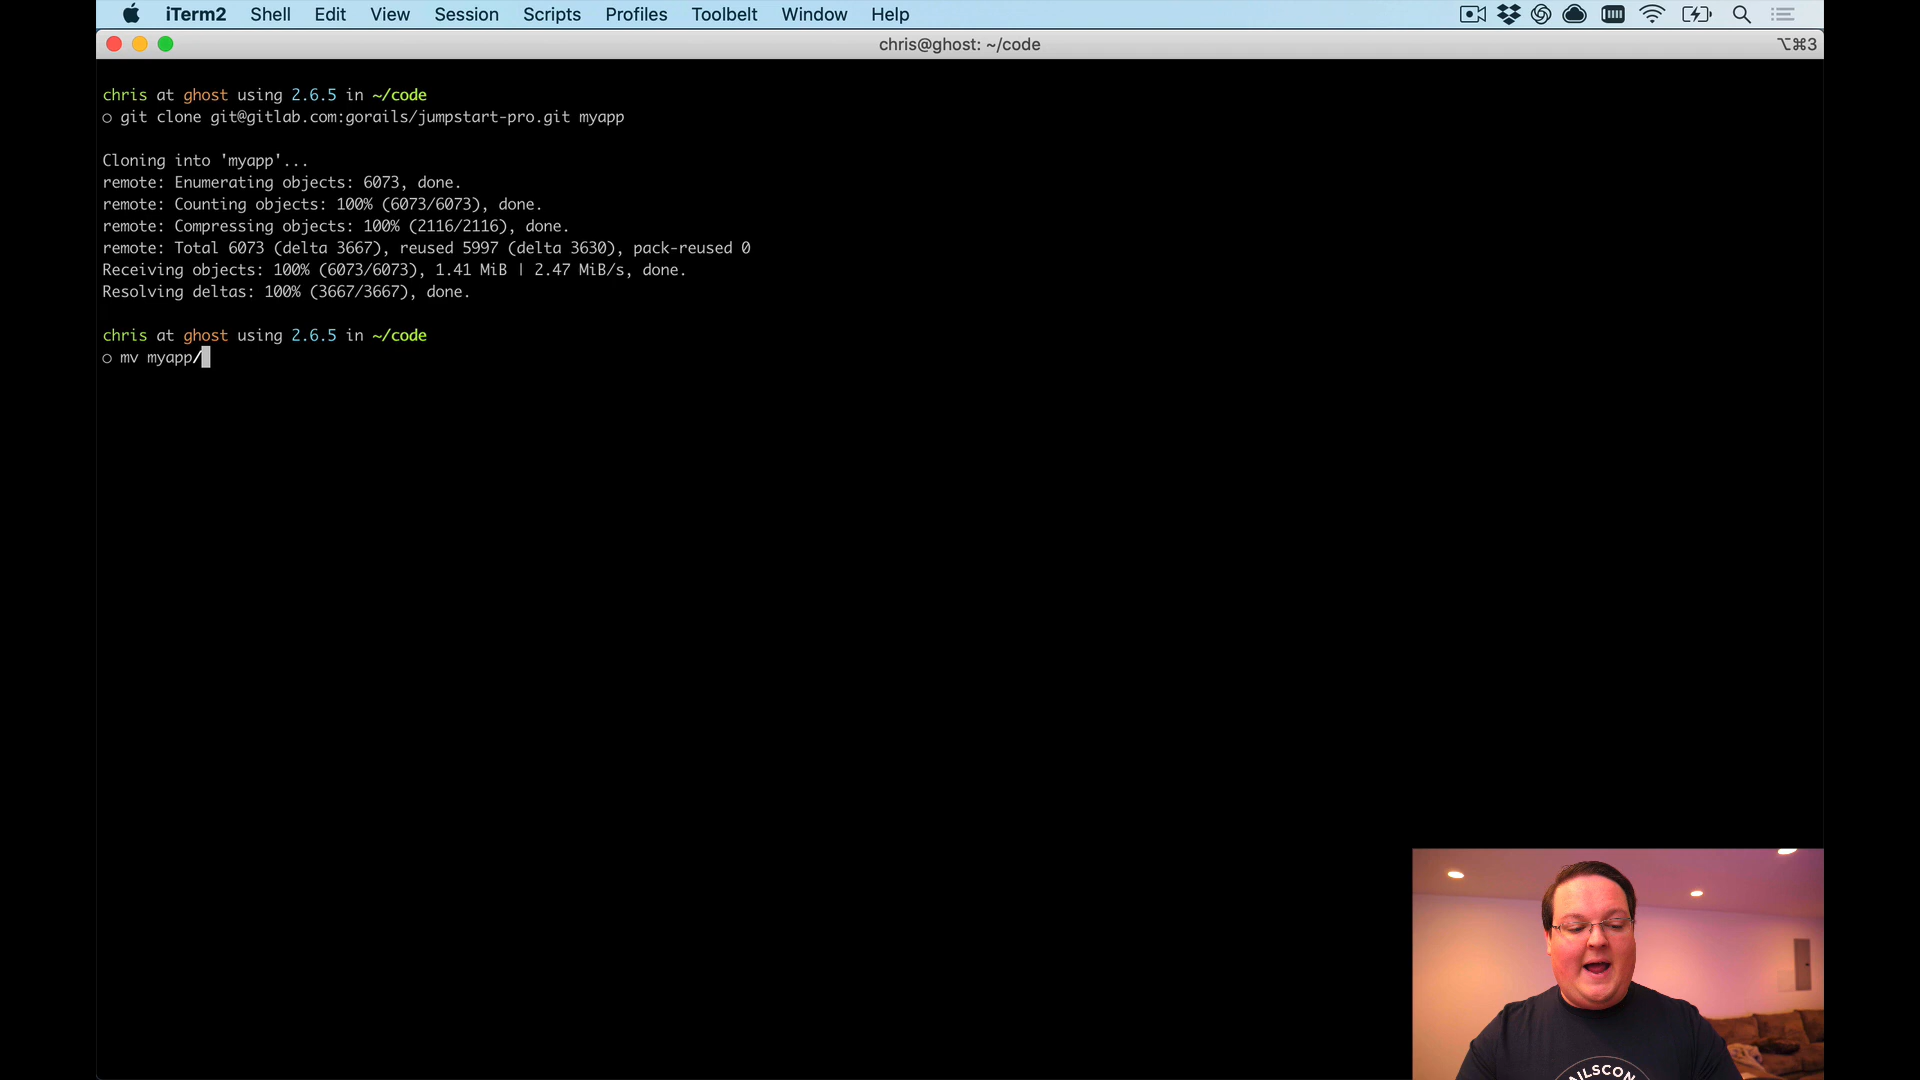 iTerm2 Shell Edit View Session Scripts Profiles Toolbelt Window Help
chris@ghost: ~/code ⌥⌘3
chris at ghost using 2.6.5 in ~/code
○ git clone git@gitlab.com:gorails/jumpstart-pro.git myapp
Cloning into 'myapp'...
remote: Enumerating objects: 6073, done.
remote: Counting objects: 100% (6073/6073), done.
remote: Compressing objects: 100% (2116/2116), done.
remote: Total 6073 (delta 3667), reused 5997 (delta 3630), pack-reused 0
Receiving objects: 100% (6073/6073), 1.41 MiB | 2.47 MiB/s, done.
Resolving deltas: 100% (3667/3667), done.
chris at ghost using 2.6.5 in ~/code
○ mv myapp/